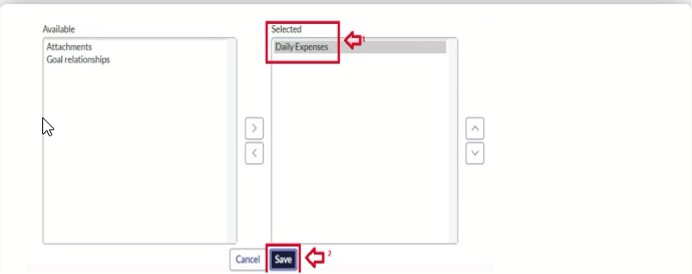 Available
Selected
Attachments
Goal relationships
Daily Expenses
1
Cancel
Save
2